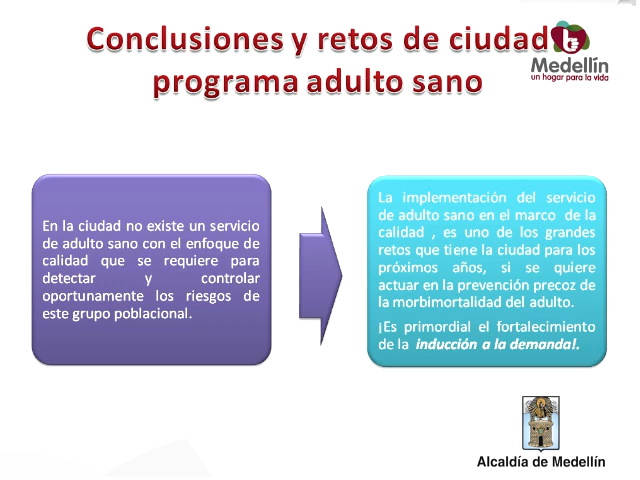 Conclusiones y retos de ciudad
programa adulto sano
Medellín
un hogar para la vida
En la ciudad no existe un servicio
de adulto sano con el enfoque de
calidad que se requiere para
detectar y controlar
oportunamente los riesgos de
este grupo poblacional.
La implementación del servicio
de adulto sano en el marco de la
calidad , es uno de los grandes
retos que tiene la ciudad para los
próximos años, si se quiere
actuar en la prevención precoz de
la morbimortalidad del adulto.
¡Es primordial el fortalecimiento
de la inducción a la demanda!.
Alcaldía de Medellín